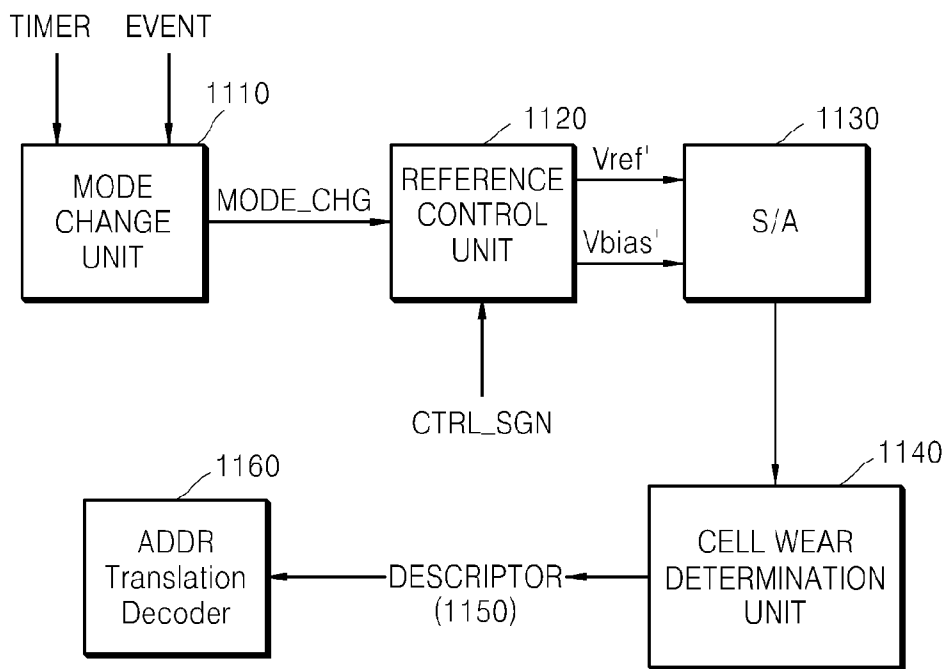 TIMER EVENT
1110
MODE
CHANGE
UNIT
MODE_CHG
1120
REFERENCE
CONTROL
UNIT
Vref'
Vbias'
1130
S/A
CTRL_SGN
1160
ADDR
Translation
Decoder
DESCRIPTOR
(1150)
1140
CELL WEAR
DETERMINATION
UNIT